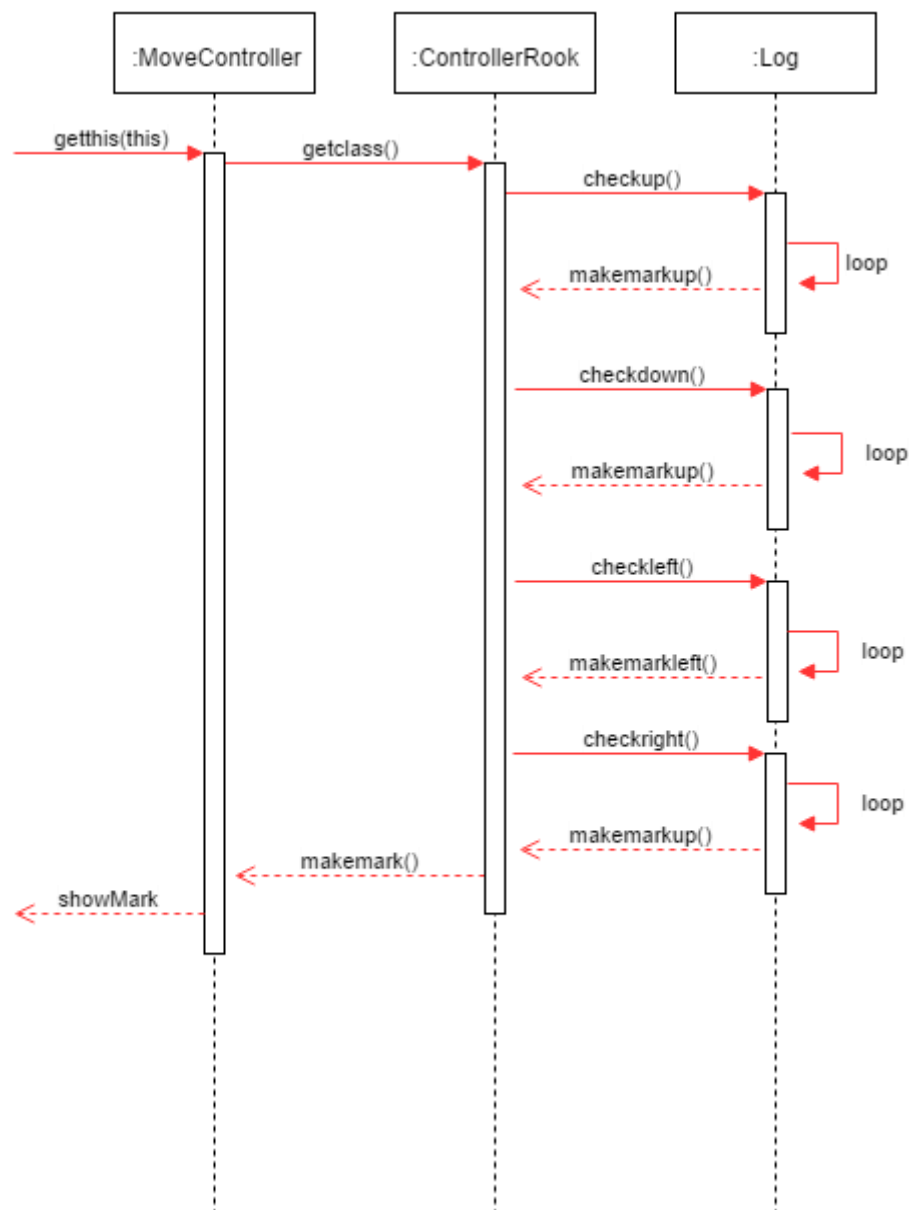 :MoveController
:ControllerRook
:Log
getthis(this)
getclass()
checkup()
loop
makemarkup()
checkdown()
loop
makemarkup()
checkleft()
loop
makemarkleft()
checkright()
loop
makemarkup()
makemark()
showMark